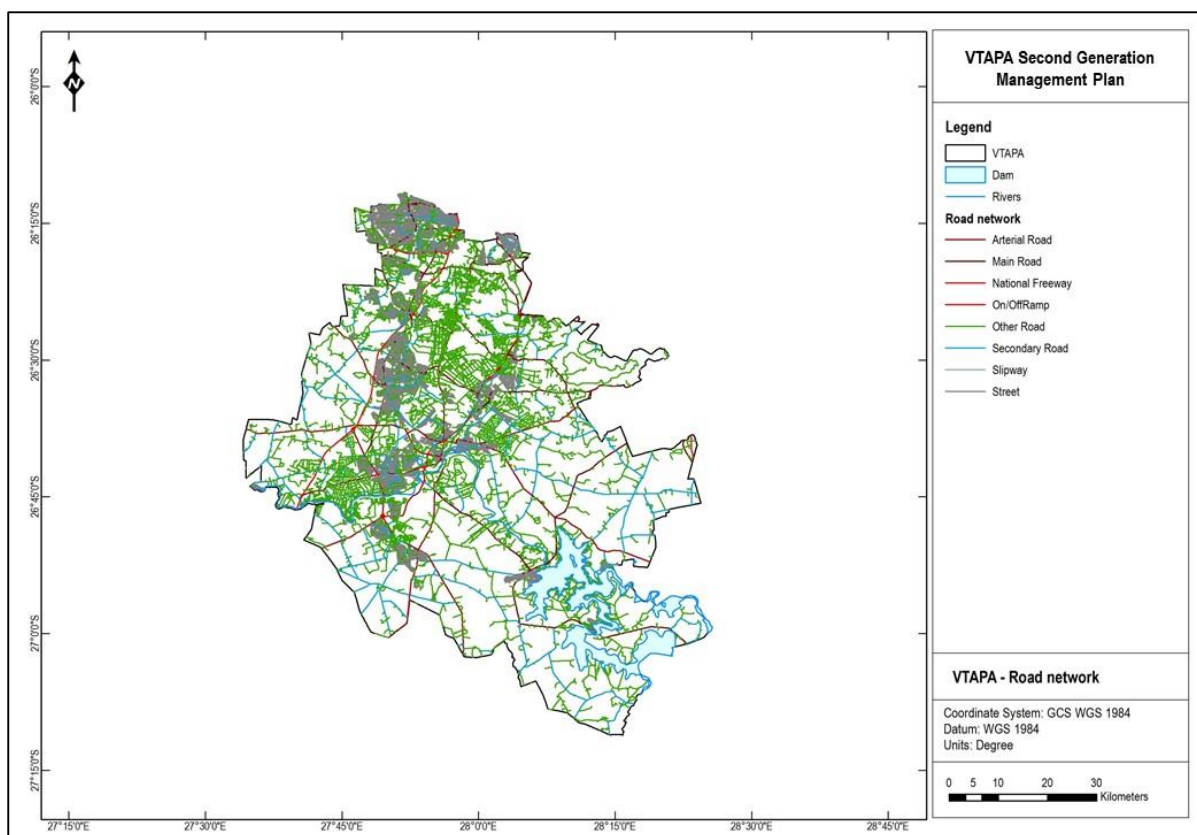 VTAPA Second Generation
Management Plan
Legend
VTAPA
Dam
Rivers
Road network
Arterial Road
Main Road
National Freeway
On/OffRamp
Other Road
Secondary Road
Slipway
Street
VTAPA - Road network
Coordinate System: GCS WGS 1984
Datum: WGS 1984
Units: Degree
0 5 10 20 30
Kilometers
N
26°0'0"S
26°15'0"S
26°30'0"S
26°45'0"S
27°0'0"S
27°15'0"S
27°15'0"E 27°30'0"E 27°45'0"E 28°0'0"E 28°15'0"E 28°30'0"E 28°45'0"E